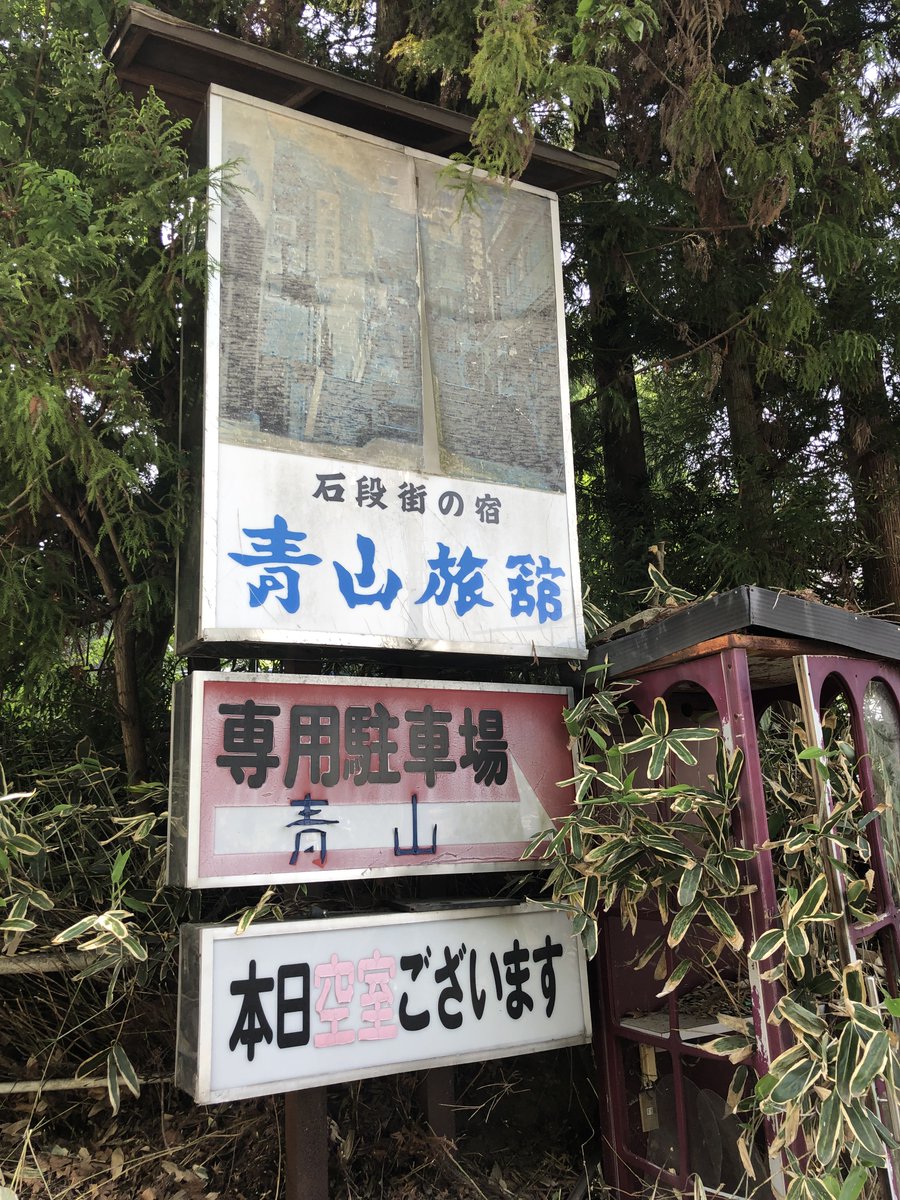 石段街の宿
青山旅舘
専用駐車場
青山
本日空室ございます